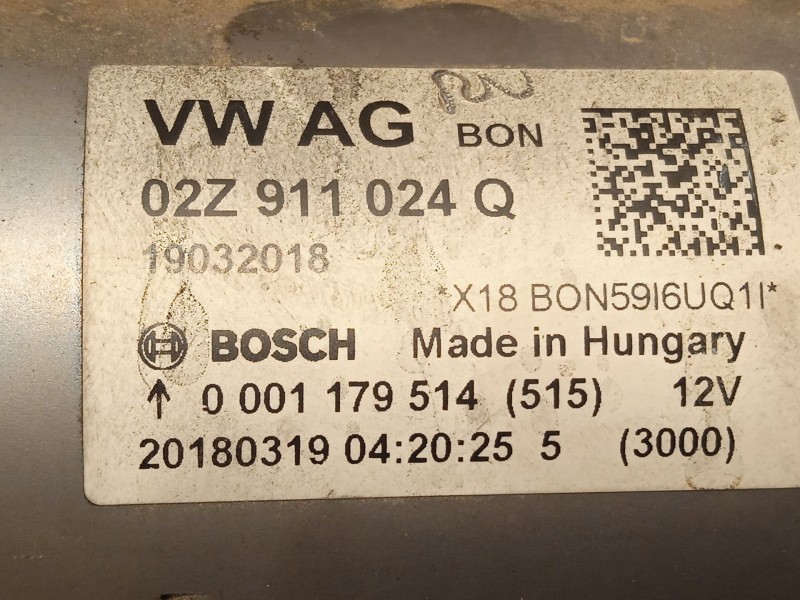 VW AG BON
02Z 911 024 Q
19032018
*X18 BON59I6UQ1I*
BOSCH Made in Hungary
↑ 0 001 179 514 (515) 12V
20180319 04:20:25 5 (3000)